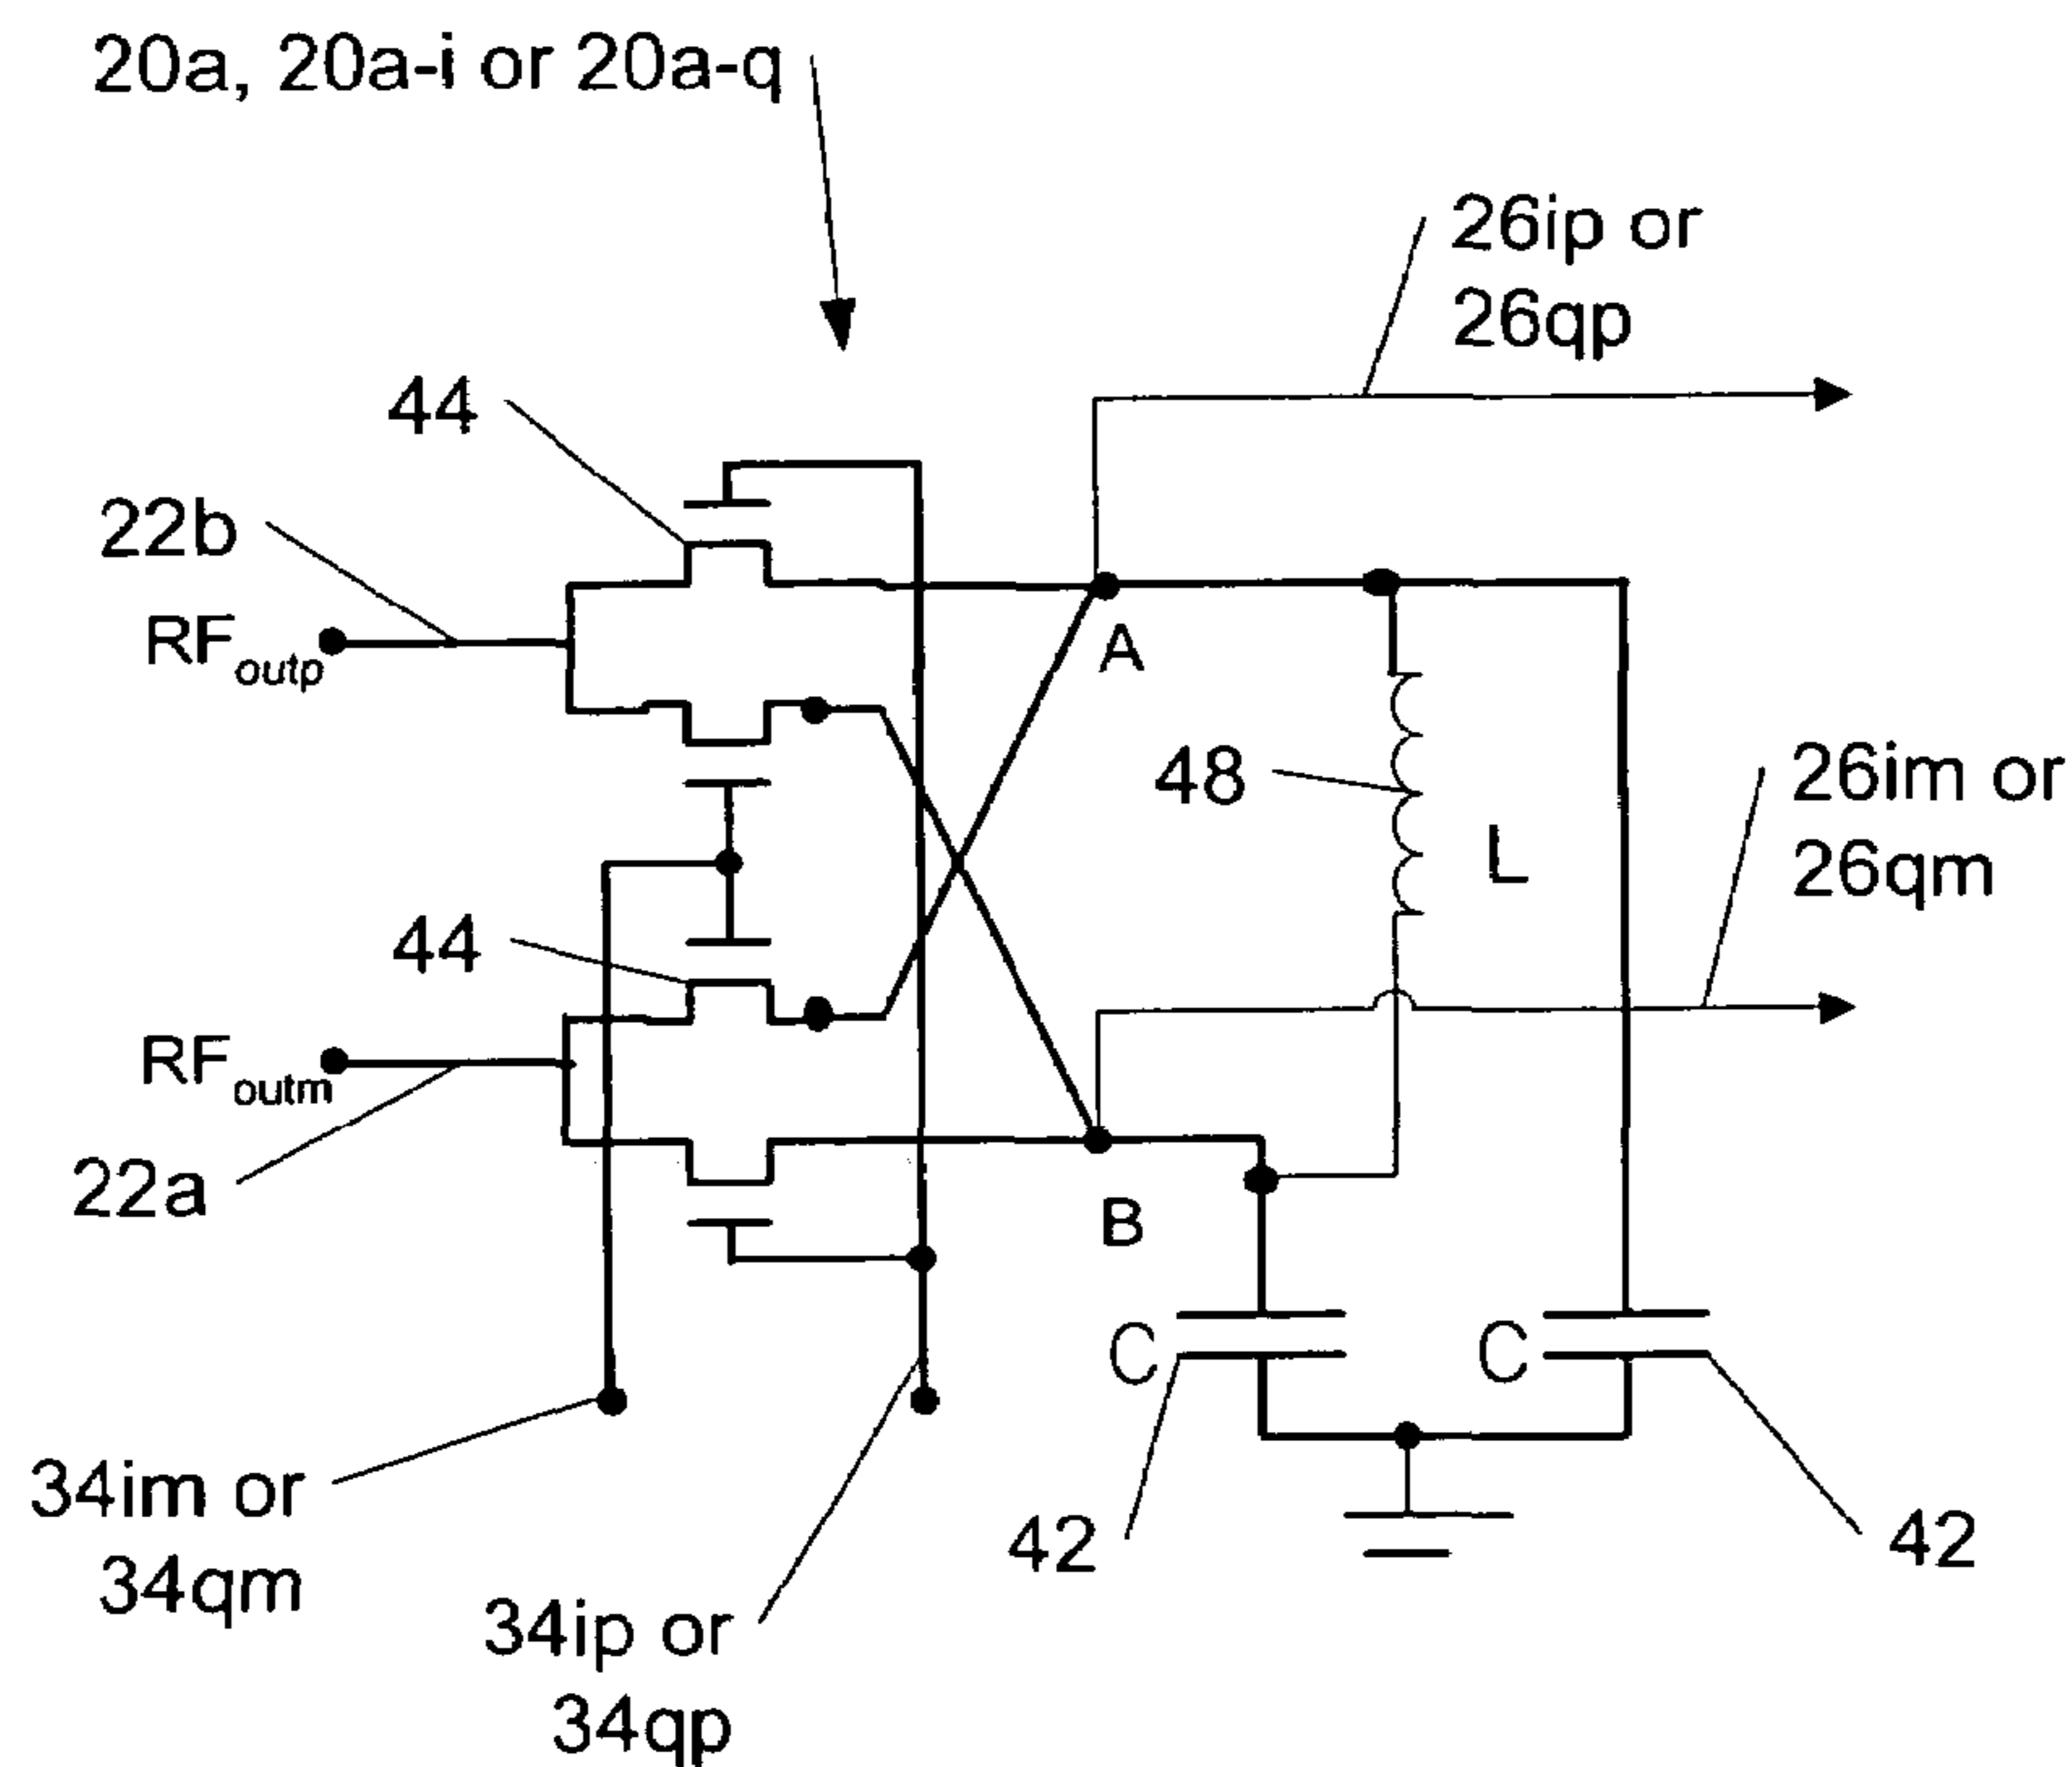 20a, 20a-i or 20a-q
26ip or
26qp
44
22b
RFoutp
A
48
L
26im or
26qm
44
RFoutm
22a
B
C
C
34im or
34qm
42
42
34ip or
34qp